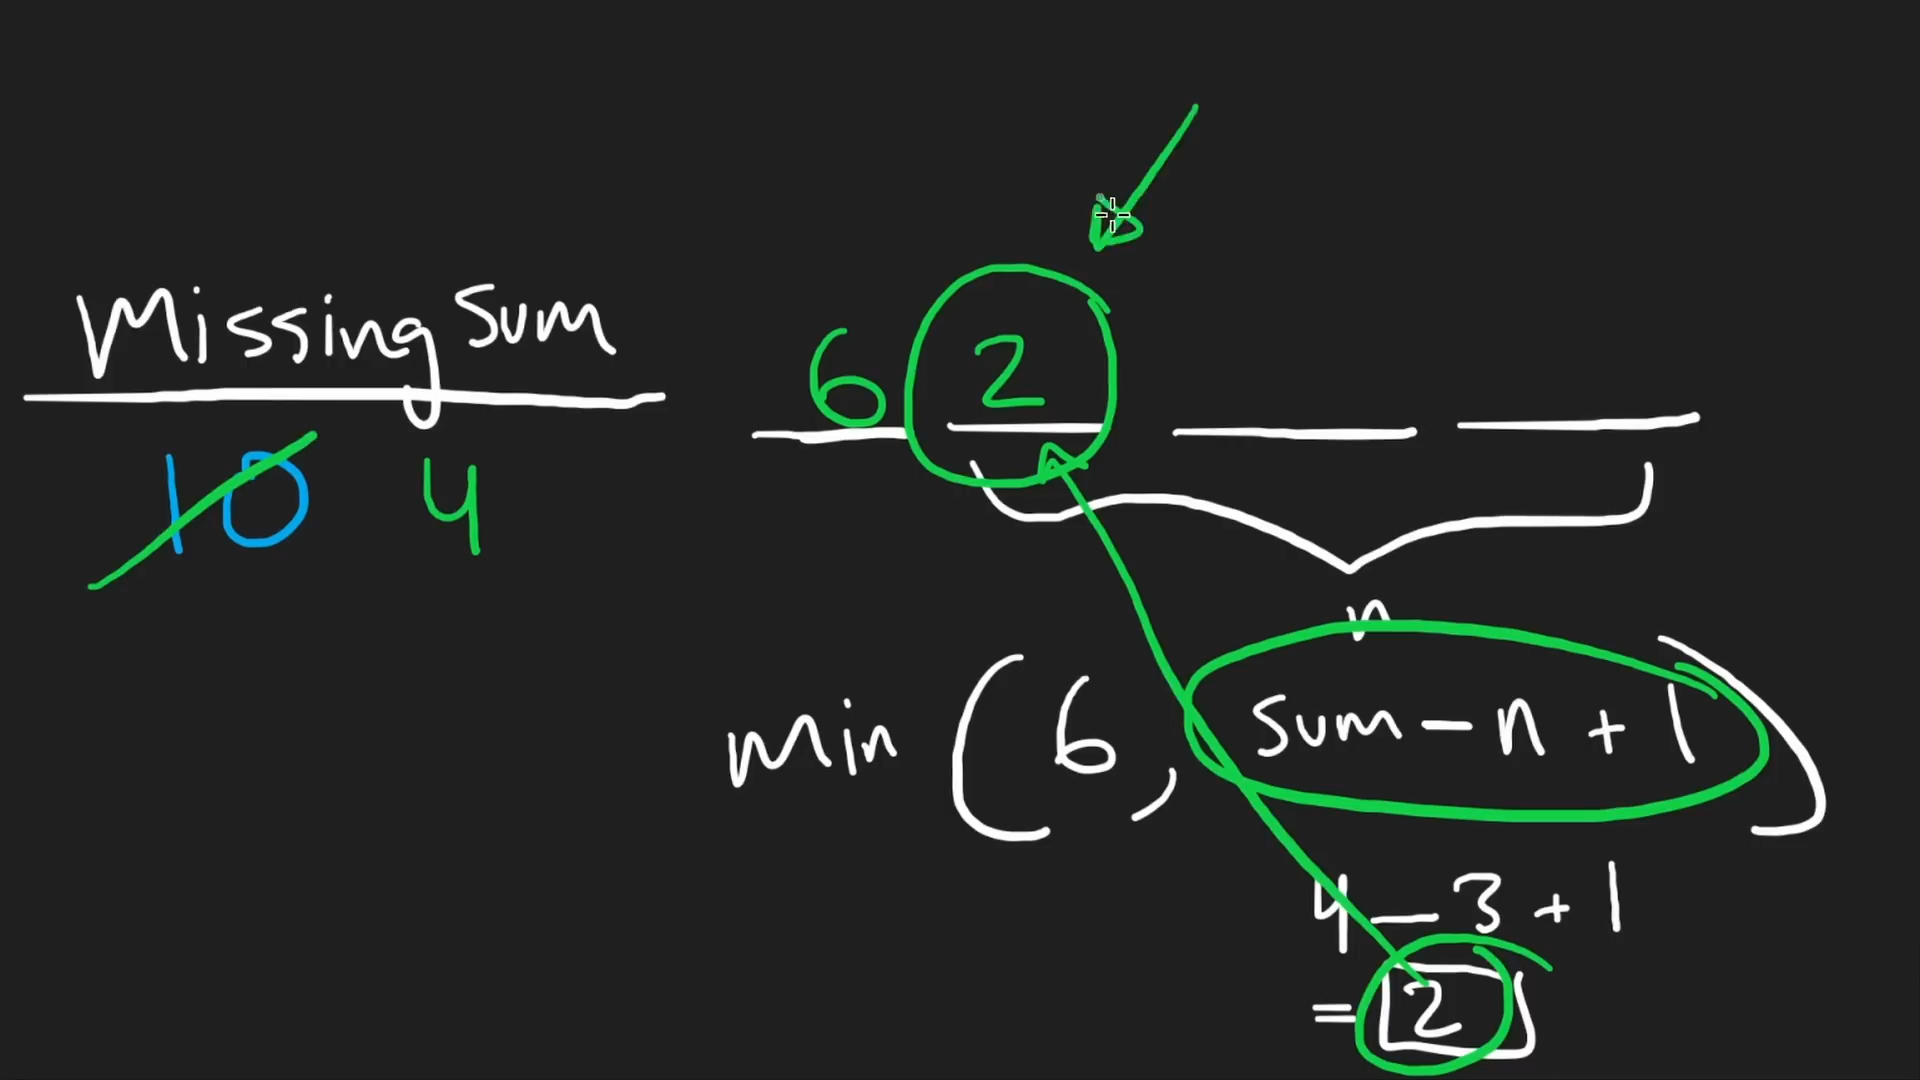 Missing Sum
10 4
6 2
n
min ( 6 , sum - n + 1 )
4 - 3 + 1
= 2